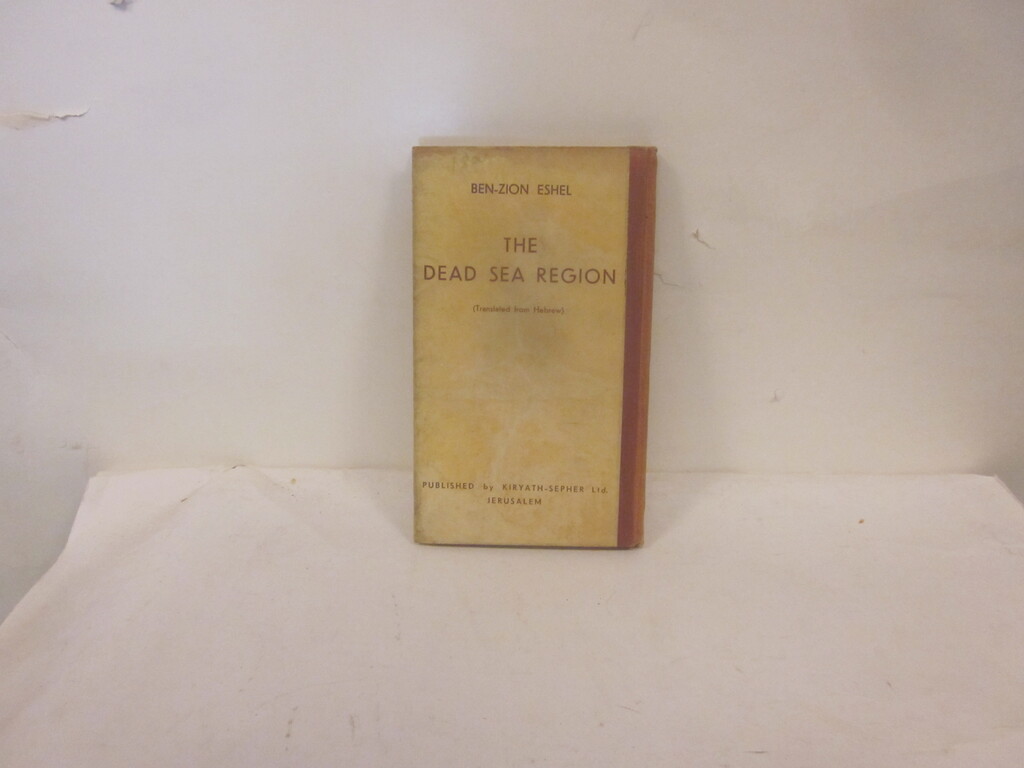 BEN-ZION ESHEL
THE
DEAD SEA REGION
(Translated from Hebrew)
PUBLISHED by KIRYATH-SEPHER Ltd.
JERUSALEM